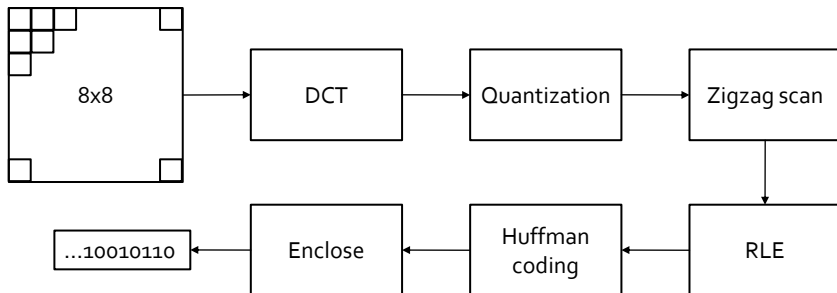 8x8
DCT
Quantization
Zigzag scan
RLE
Huffman
coding
Enclose
...10010110